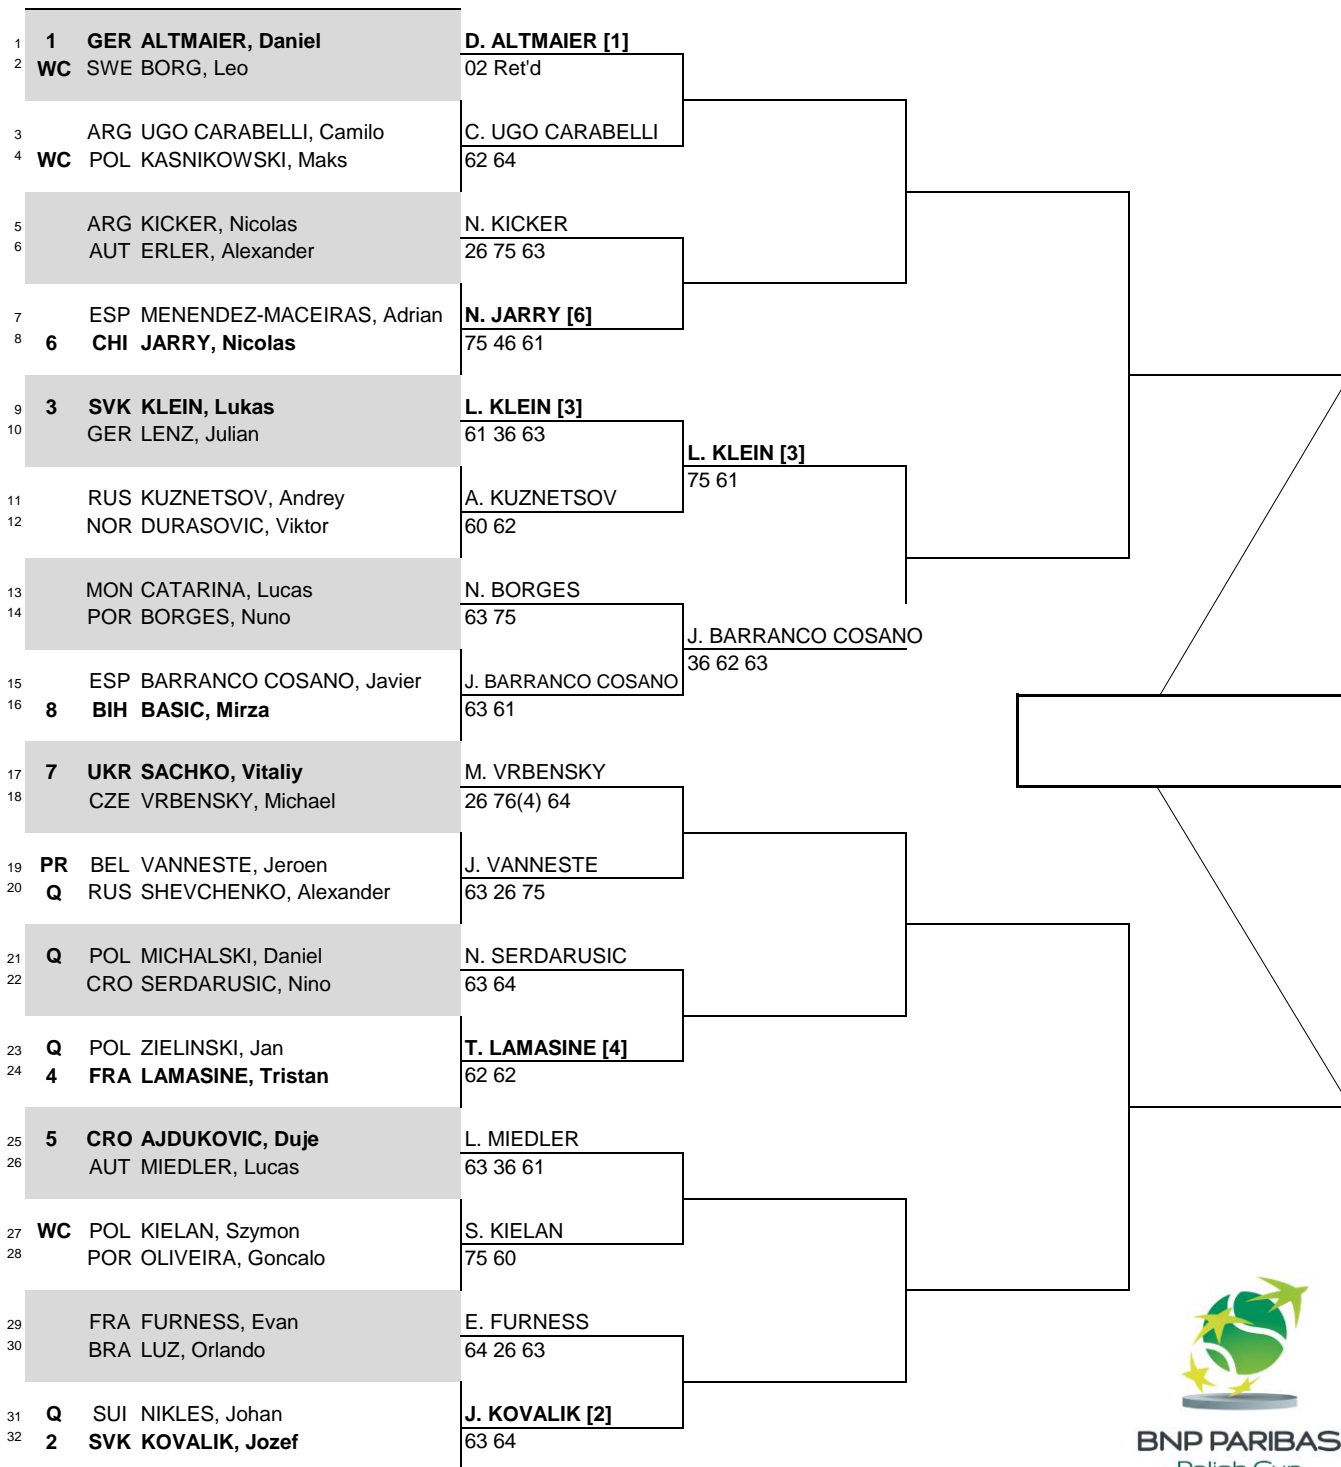 1 1 GER ALTMAIER, Daniel D. ALTMAIER [1]
2 WC SWE BORG, Leo 02 Ret'd
3 ARG UGO CARABELLI, Camilo C. UGO CARABELLI
4 WC POL KASNIKOWSKI, Maks 62 64
5 ARG KICKER, Nicolas N. KICKER
6 AUT ERLER, Alexander 26 75 63
7 ESP MENENDEZ-MACEIRAS, Adrian N. JARRY [6]
8 6 CHI JARRY, Nicolas 75 46 61
9 3 SVK KLEIN, Lukas L. KLEIN [3]
10 GER LENZ, Julian 61 36 63
L. KLEIN [3]
75 61
11 RUS KUZNETSOV, Andrey A. KUZNETSOV
12 NOR DURASOVIC, Viktor 60 62
13 MON CATARINA, Lucas N. BORGES
14 POR BORGES, Nuno 63 75
J. BARRANCO COSANO
36 62 63
15 ESP BARRANCO COSANO, Javier J. BARRANCO COSANO
16 8 BIH BASIC, Mirza 63 61
17 7 UKR SACHKO, Vitaliy M. VRBENSKY
18 CZE VRBENSKY, Michael 26 76(4) 64
19 PR BEL VANNESTE, Jeroen J. VANNESTE
20 Q RUS SHEVCHENKO, Alexander 63 26 75
21 Q POL MICHALSKI, Daniel N. SERDARUSIC
22 CRO SERDARUSIC, Nino 63 64
23 Q POL ZIELINSKI, Jan T. LAMASINE [4]
24 4 FRA LAMASINE, Tristan 62 62
25 5 CRO AJDUKOVIC, Duje L. MIEDLER
26 AUT MIEDLER, Lucas 63 36 61
27 WC POL KIELAN, Szymon S. KIELAN
28 POR OLIVEIRA, Goncalo 75 60
29 FRA FURNESS, Evan E. FURNESS
30 BRA LUZ, Orlando 64 26 63
31 Q SUI NIKLES, Johan J. KOVALIK [2]
32 2 SVK KOVALIK, Jozef 63 64
BNP PARIBAS
Polish Cup